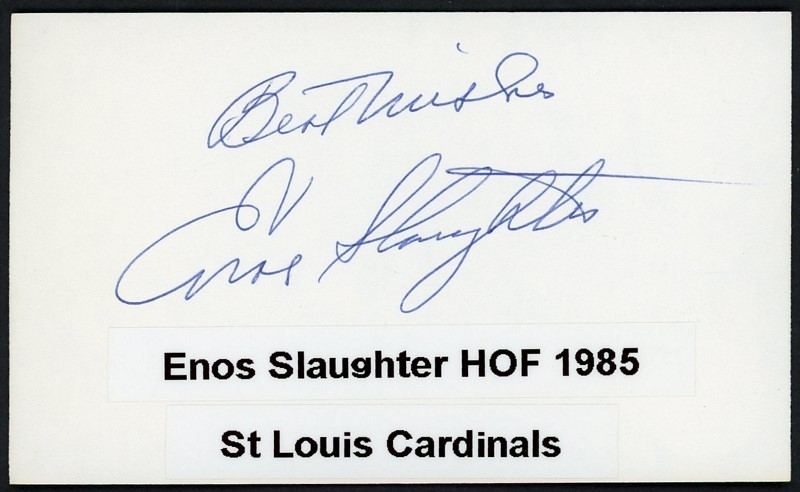 Best Wishes
Enos Slaughter
Enos Slaughter HOF 1985
St Louis Cardinals